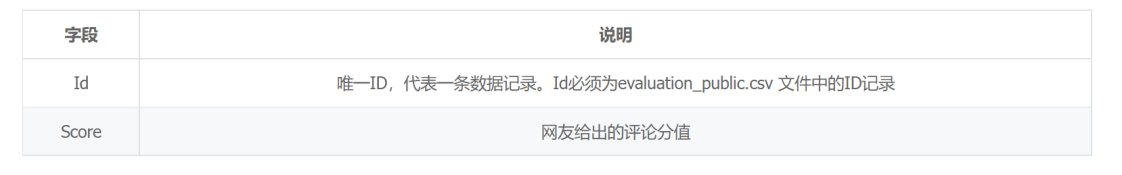 字段 说明
Id 唯一ID，代表一条数据记录。Id必须为evaluation_public.csv 文件中的ID记录
Score 网友给出的评论分值